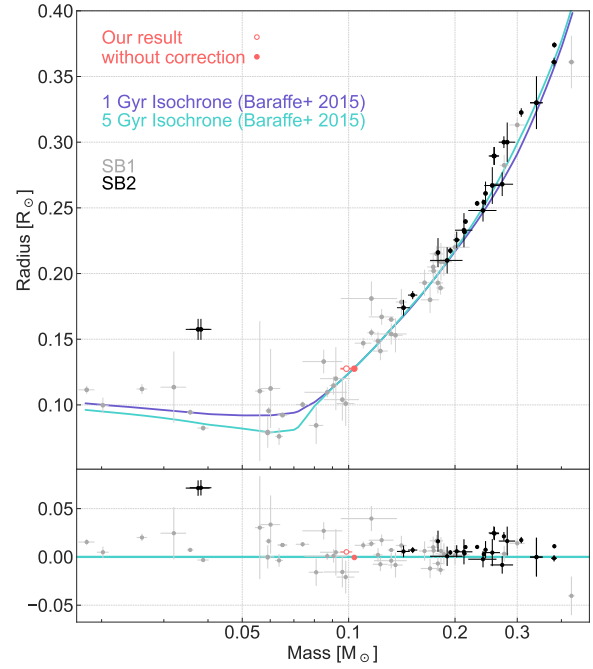 0.40
Our result
without correction
0.35
1 Gyr Isochrone (Baraffe+ 2015)
5 Gyr Isochrone (Baraffe+ 2015)
0.30
SB1
SB2
0.25
Radius [R☉]
0.20
0.15
0.10
0.05
0.00
−0.05
0.05
0.1
0.2
0.3
Mass [M☉]